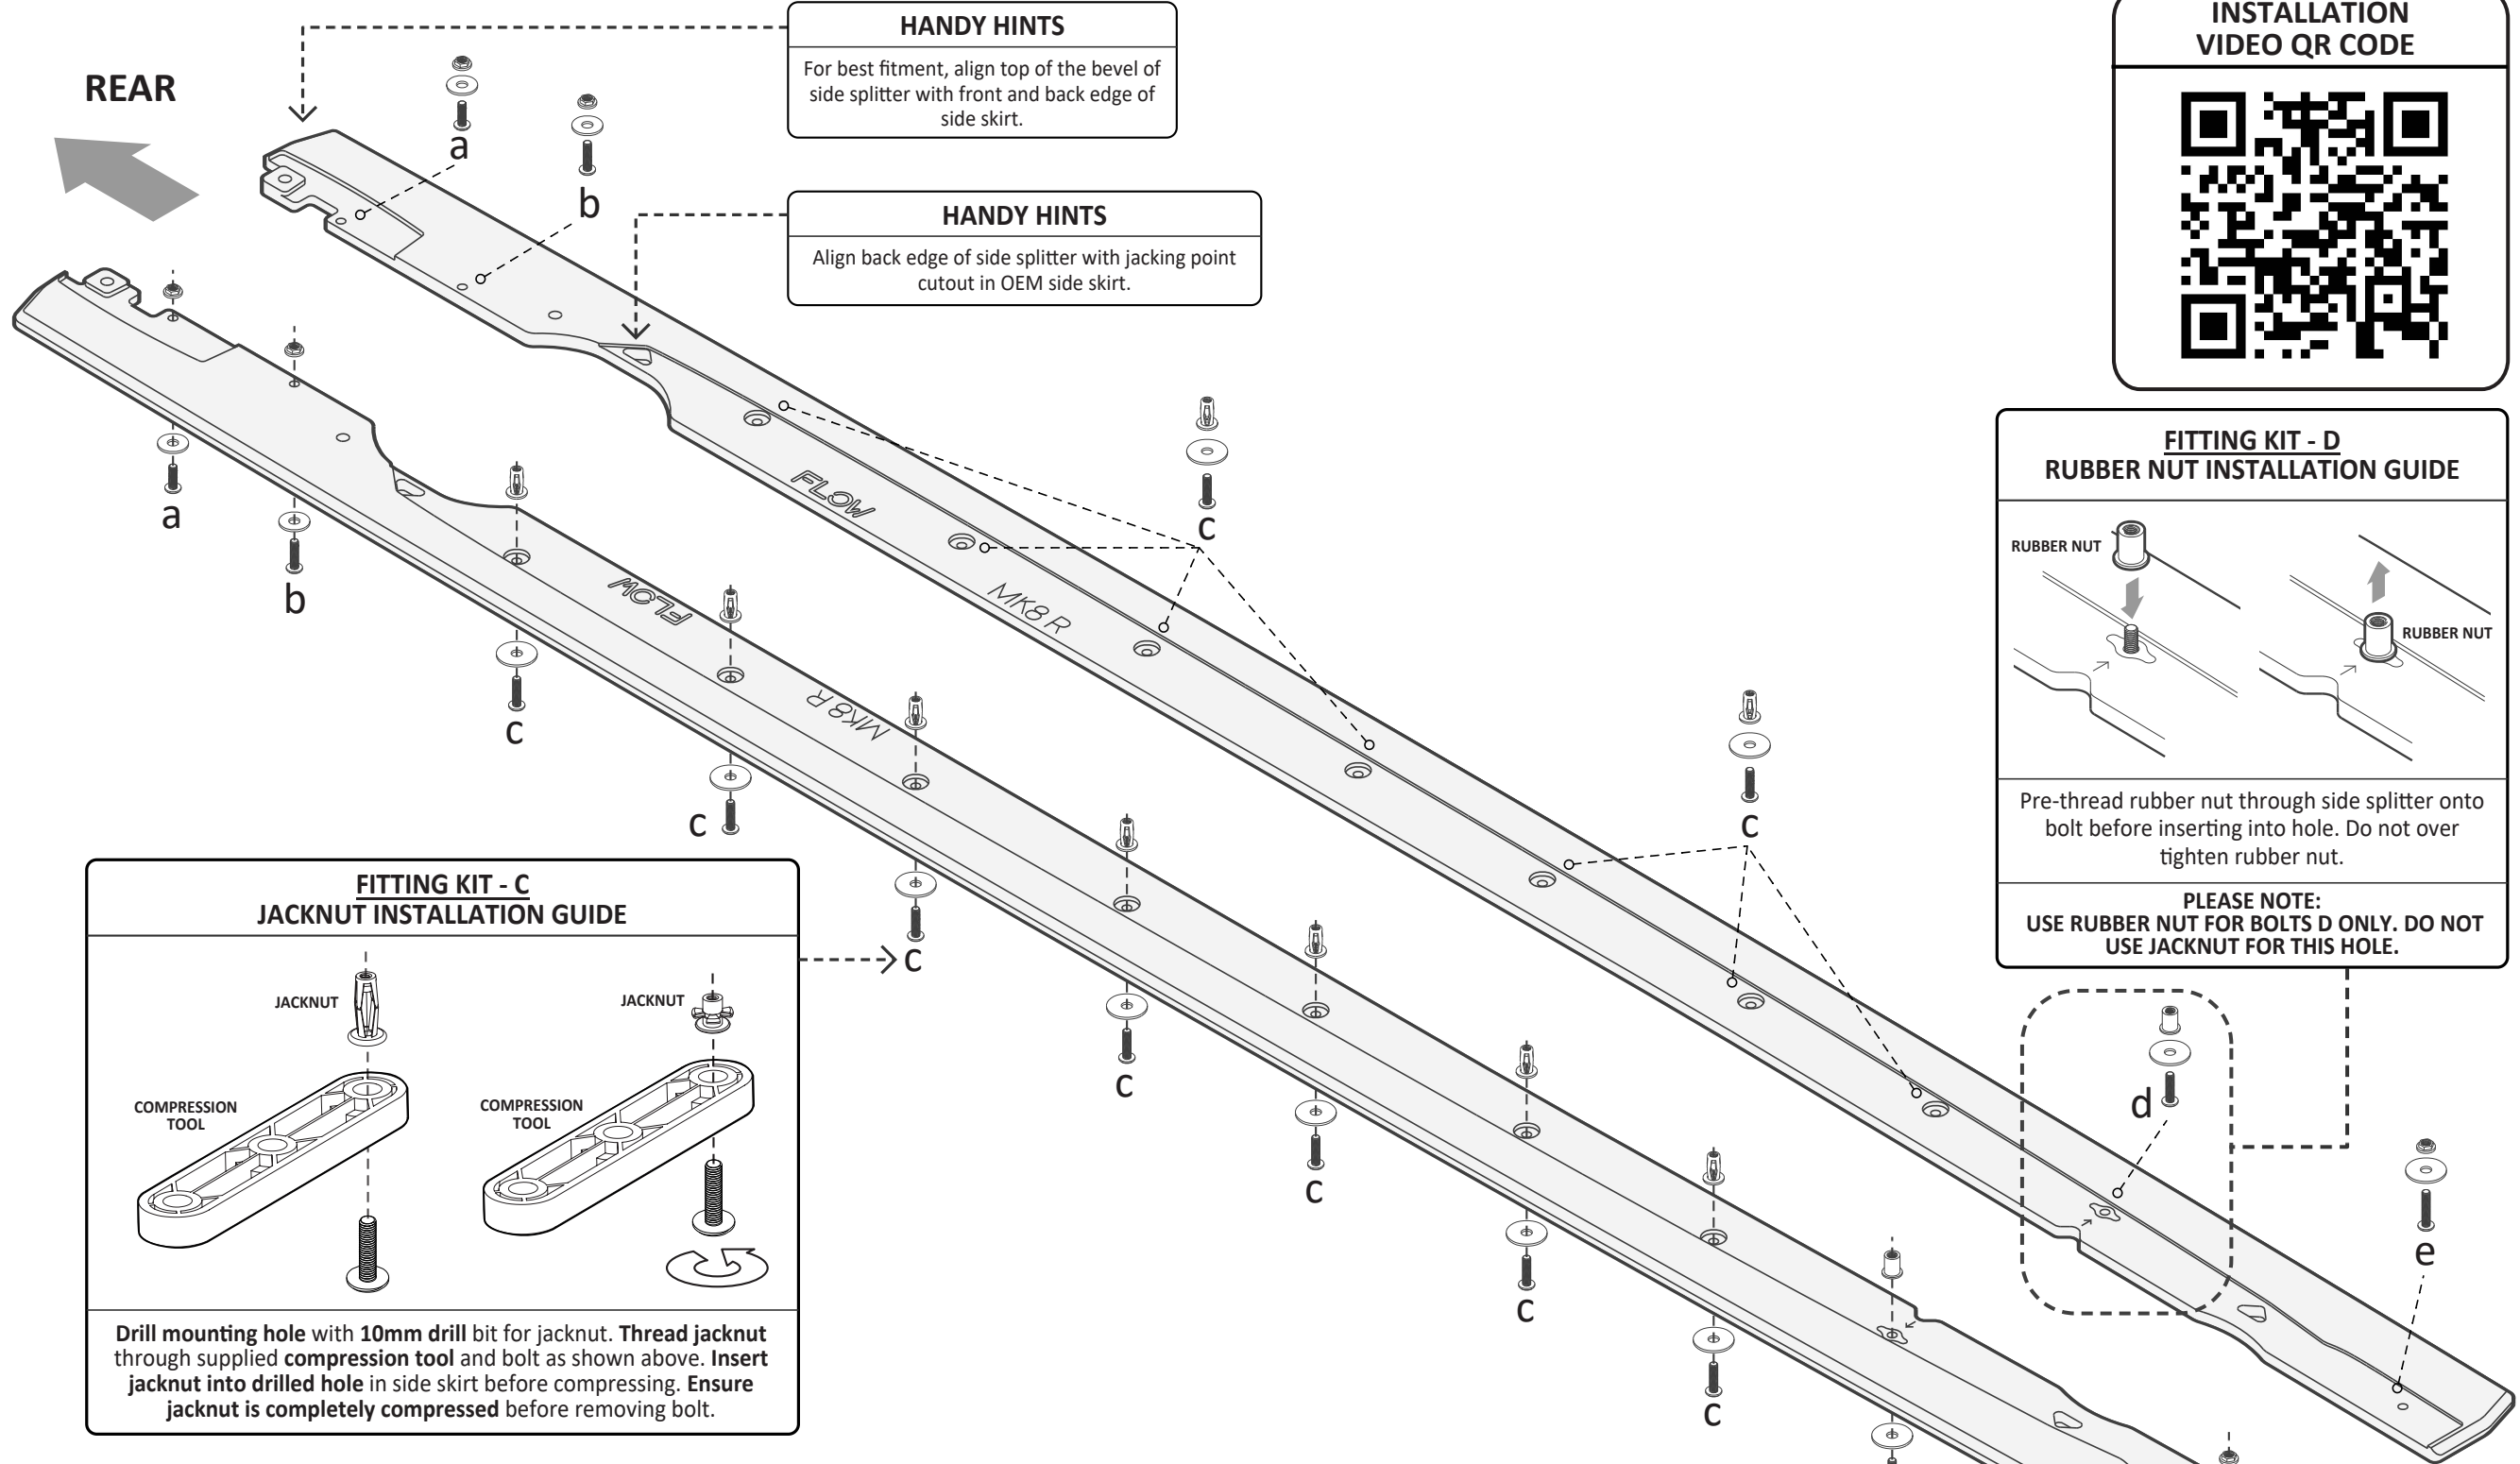 REAR
HANDY HINTS
For best fitment, align top of the bevel of
side splitter with front and back edge of
side skirt.
INSTALLATION
VIDEO QR CODE
a
b
HANDY HINTS
Align back edge of side splitter with jacking point
cutout in OEM side skirt.
a
b
c
c
c
c
c
c
c
c
c
FLOW
MK8 R
FLOW
MK8 R
FITTING KIT - D
RUBBER NUT INSTALLATION GUIDE
RUBBER NUT
RUBBER NUT
Pre-thread rubber nut through side splitter onto
bolt before inserting into hole. Do not over
tighten rubber nut.
PLEASE NOTE:
USE RUBBER NUT FOR BOLTS D ONLY. DO NOT
USE JACKNUT FOR THIS HOLE.
FITTING KIT - C
JACKNUT INSTALLATION GUIDE
JACKNUT
JACKNUT
COMPRESSION
TOOL
COMPRESSION
TOOL
Drill mounting hole with 10mm drill bit for jacknut. Thread jacknut
through supplied compression tool and bolt as shown above. Insert
jacknut into drilled hole in side skirt before compressing. Ensure
jacknut is completely compressed before removing bolt.
d
e